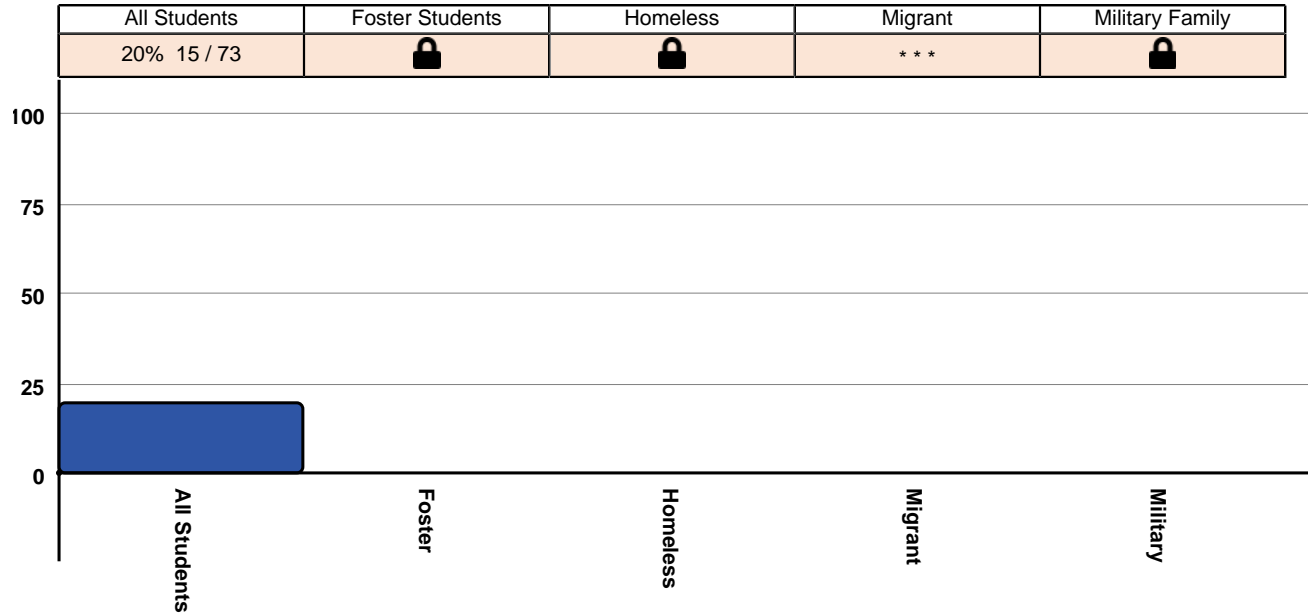 All Students Foster Students Homeless Migrant Military Family
20% 15 / 73 * * *
100
75
50
25
0
All Students Foster Homeless Migrant Military